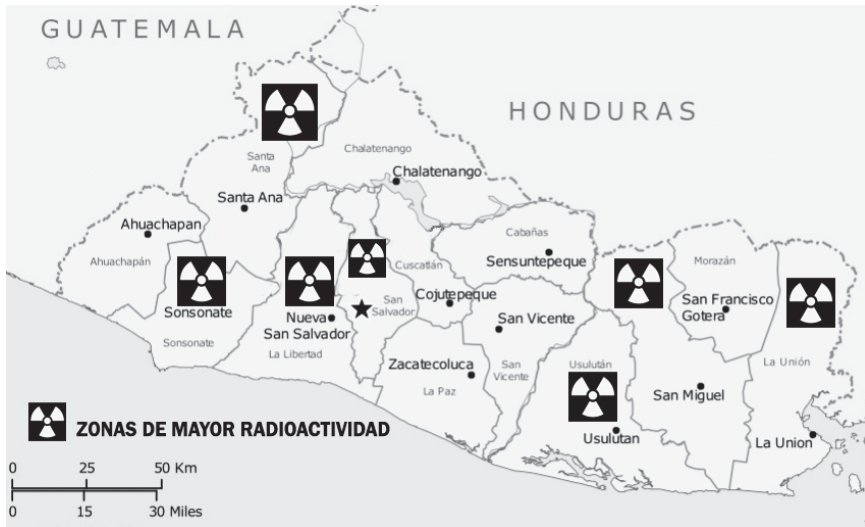 GUATEMALA
HONDURAS
Santa
Ana
Chalatenango
Chalatenango
Santa Ana
Ahuachapan
Ahuachapán
Cabañas
Sensuntepeque
Morazán
Cuscatlán
Sonsonate
Cojutepeque
San Francisco
Gotera
San
Salvador
Nueva
San Salvador
San Vicente
Sonsonate
La Libertad
Zacatecoluca
San
Vicente
Usulután
La Unión
La Paz
San Miguel
ZONAS DE MAYOR RADIOACTIVIDAD
Usulutan
La Union
0 25 50 Km
0 15 30 Miles